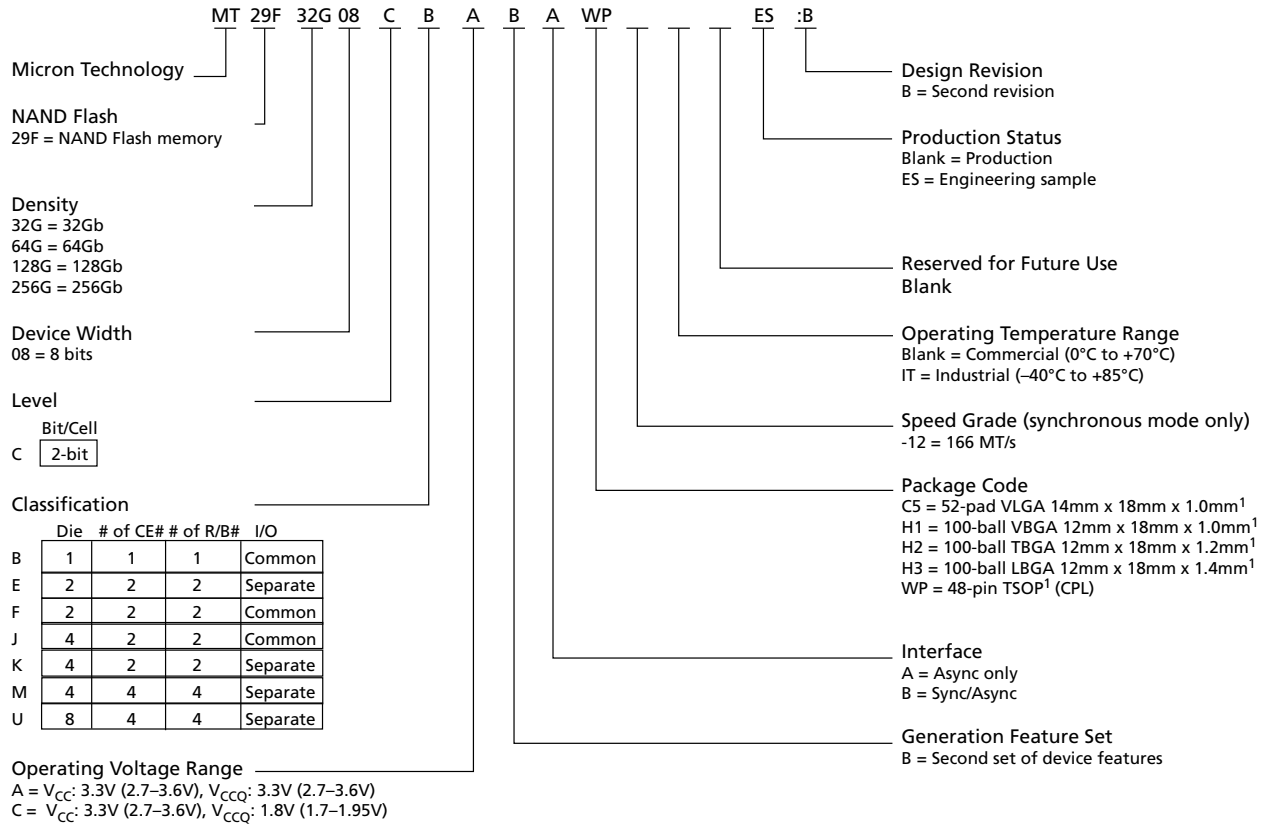 MT 29F 32G 08 C B A B A WP ES :B
Micron Technology
NAND Flash
29F = NAND Flash memory
Density
32G = 32Gb
64G = 64Gb
128G = 128Gb
256G = 256Gb
Device Width
08 = 8 bits
Level
Bit/Cell
C 2-bit
Classification
Die # of CE# # of R/B# I/O
B 1 1 1 Common
E 2 2 2 Separate
F 2 2 2 Common
J 4 2 2 Common
K 4 2 2 Separate
M 4 4 4 Separate
U 8 4 4 Separate
Operating Voltage Range
A = VCC: 3.3V (2.7–3.6V), VCCQ: 3.3V (2.7–3.6V)
C = VCC: 3.3V (2.7–3.6V), VCCQ: 1.8V (1.7–1.95V)
Design Revision
B = Second revision
Production Status
Blank = Production
ES = Engineering sample
Reserved for Future Use
Blank
Operating Temperature Range
Blank = Commercial (0°C to +70°C)
IT = Industrial (–40°C to +85°C)
Speed Grade (synchronous mode only)
-12 = 166 MT/s
Package Code
C5 = 52-pad VLGA 14mm x 18mm x 1.0mm1
H1 = 100-ball VBGA 12mm x 18mm x 1.0mm1
H2 = 100-ball TBGA 12mm x 18mm x 1.2mm1
H3 = 100-ball LBGA 12mm x 18mm x 1.4mm1
WP = 48-pin TSOP1 (CPL)
Interface
A = Async only
B = Sync/Async
Generation Feature Set
B = Second set of device features